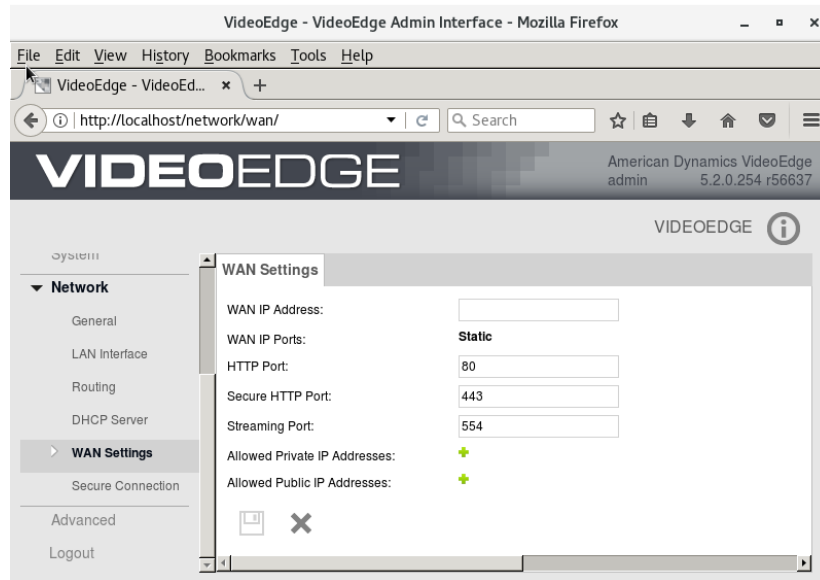 VideoEdge - VideoEdge Admin Interface - Mozilla Firefox
File Edit View History Bookmarks Tools Help
VideoEdge - VideoEd...
http://localhost/network/wan/
Search
VIDEOEDGE
American Dynamics VideoEdge
admin 5.2.0.254 r56637
VIDEOEDGE
System
Network
General
LAN Interface
Routing
DHCP Server
WAN Settings
Secure Connection
Advanced
Logout
WAN Settings
WAN IP Address:
WAN IP Ports: Static
HTTP Port: 80
Secure HTTP Port: 443
Streaming Port: 554
Allowed Private IP Addresses:
Allowed Public IP Addresses: